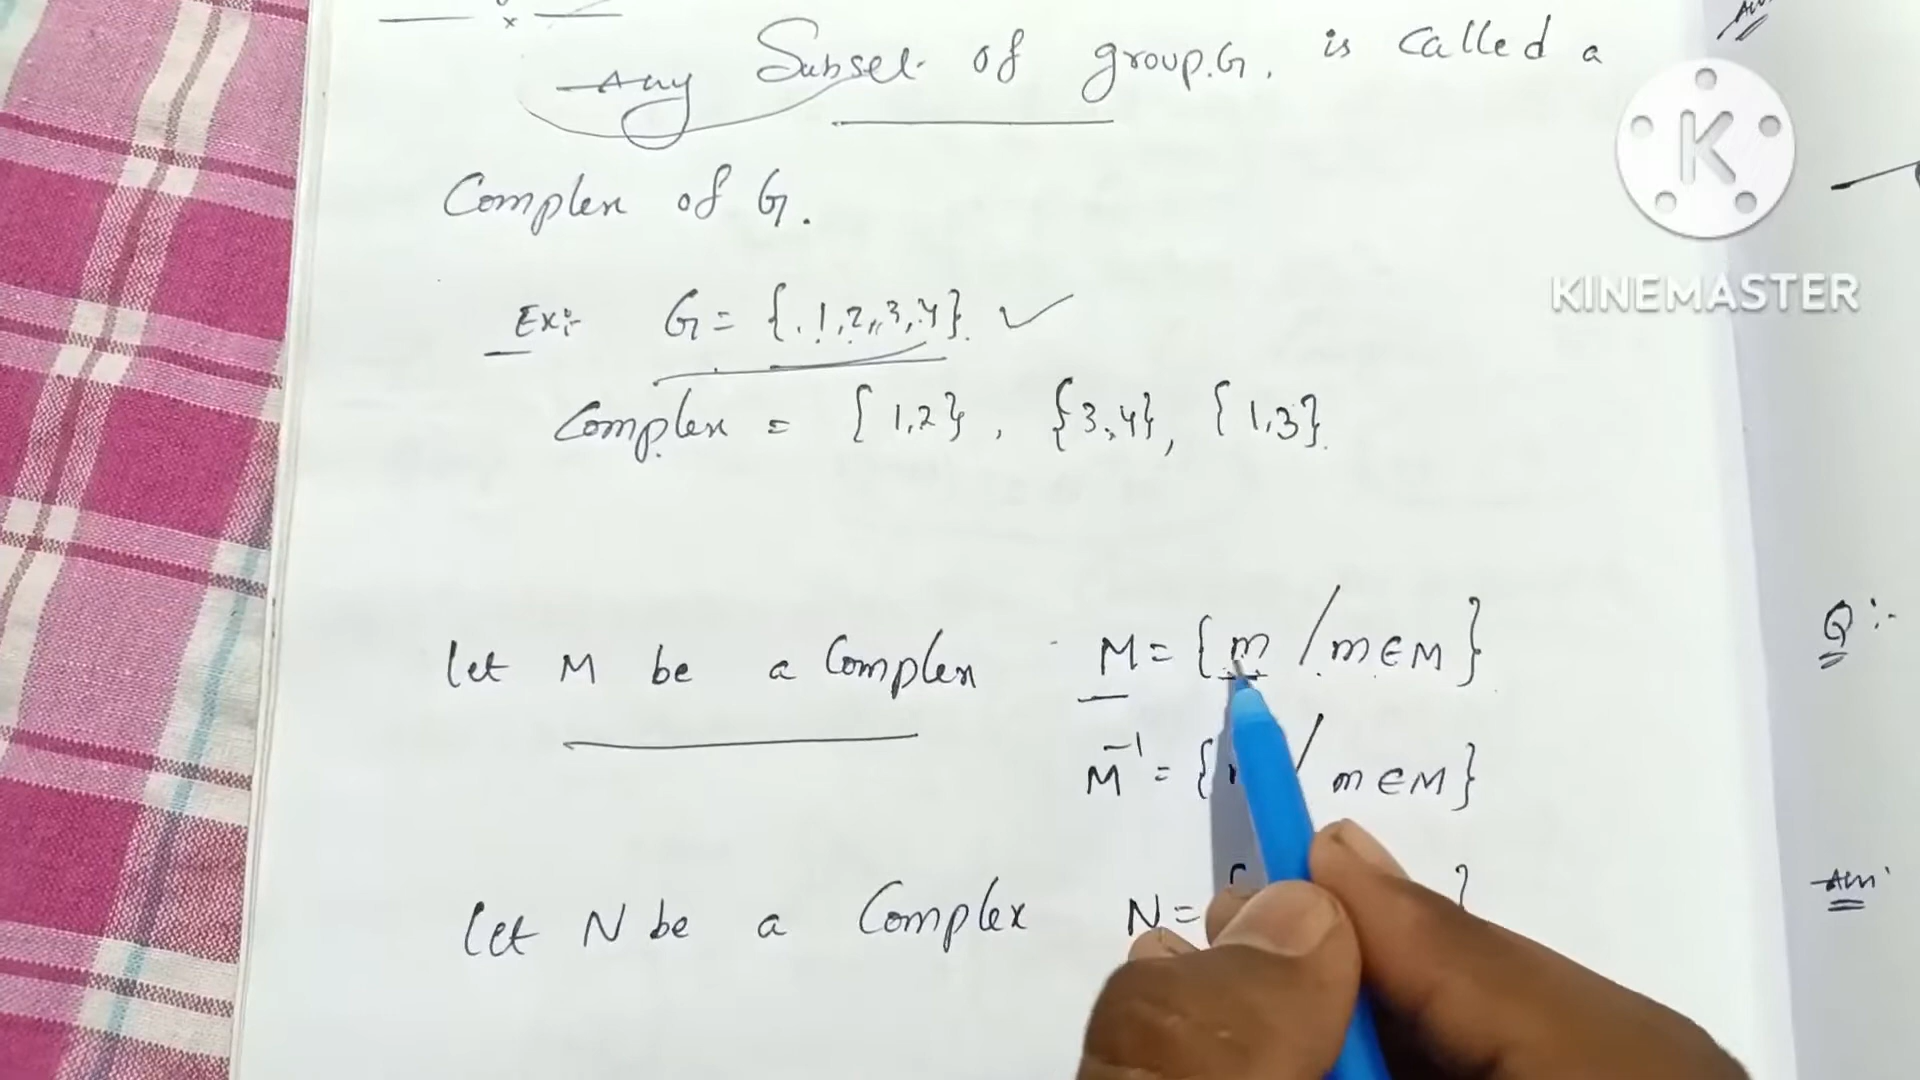 Any Subset of group G. is called a
Complex of G.
Ex:- G = {1,2,3,4}
Complex = {1,2}, {3,4}, {1,3}
K
KINEMASTER
let M be a Complex M = {m / m∈M}
M⁻¹ = { / m∈M}
Q:-
Let N be a Complex N =
Ans